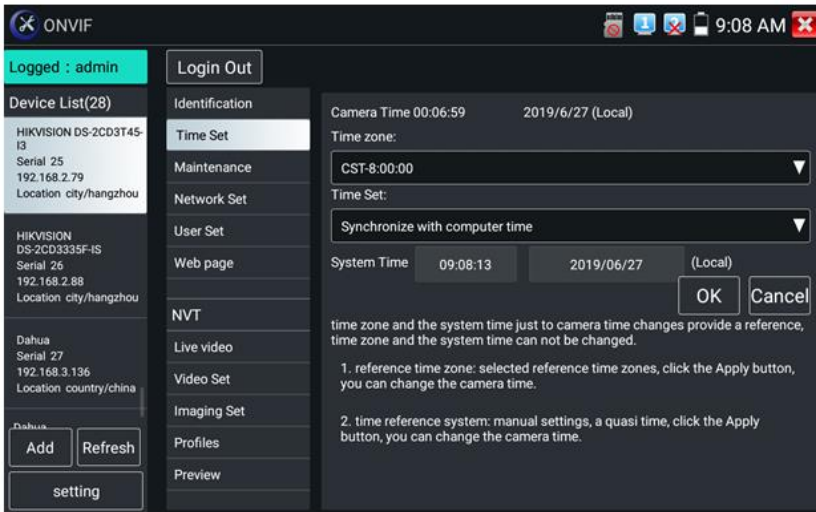 ONVIF
9:08 AM
Logged : admin
Login Out
Device List(28)
HIKVISION DS-2CD3T45-
I3
Serial 25
192.168.2.79
Location city/hangzhou
HIKVISION
DS-2CD3335F-IS
Serial 26
192.168.2.88
Location city/hangzhou
Dahua
Serial 27
192.168.3.136
Location country/china
Dahua
Add
Refresh
setting
Identification
Time Set
Maintenance
Network Set
User Set
Web page
NVT
Live video
Video Set
Imaging Set
Profiles
Preview
Camera Time 00:06:59 2019/6/27 (Local)
Time zone:
CST-8:00:00
Time Set:
Synchronize with computer time
System Time 09:08:13 2019/06/27 (Local)
OK
Cancel
time zone and the system time just to camera time changes provide a reference,
time zone and the system time can not be changed.
1. reference time zone: selected reference time zones, click the Apply button,
you can change the camera time.
2. time reference system: manual settings, a quasi time, click the Apply
button, you can change the camera time.